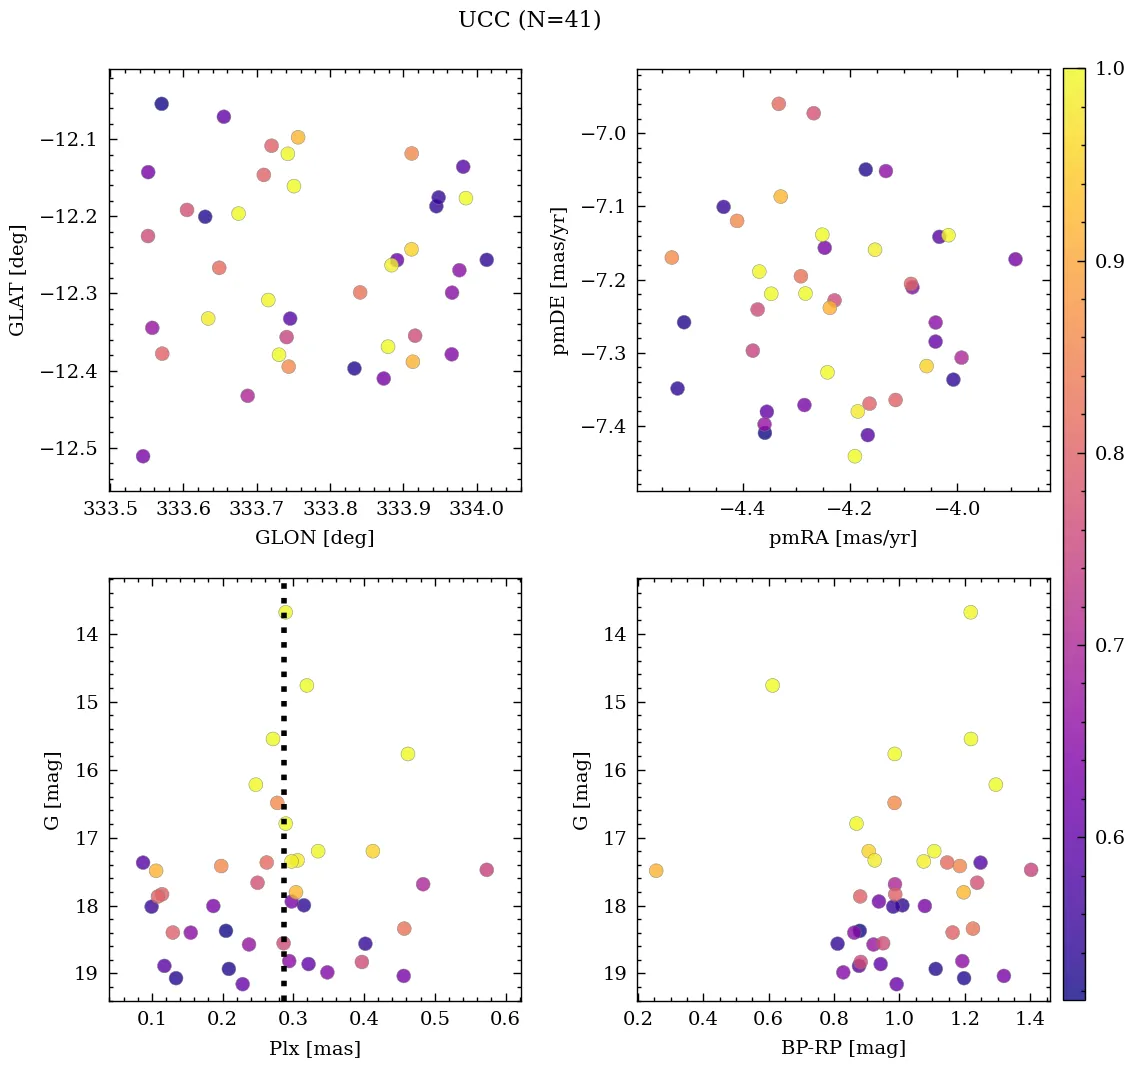 UCC (N=41)
−12.1
−12.2
−12.3
−12.4
−12.5
GLAT [deg]
333.5 333.6 333.7 333.8 333.9 334.0
GLON [deg]
−7.0
−7.1
−7.2
−7.3
−7.4
pmDE [mas/yr]
−4.4 −4.2 −4.0
pmRA [mas/yr]
14
15
16
17
18
19
G [mag]
0.1 0.2 0.3 0.4 0.5 0.6
Plx [mas]
14
15
16
17
18
19
G [mag]
0.2 0.4 0.6 0.8 1.0 1.2 1.4
BP-RP [mag]
1.0
0.9
0.8
0.7
0.6